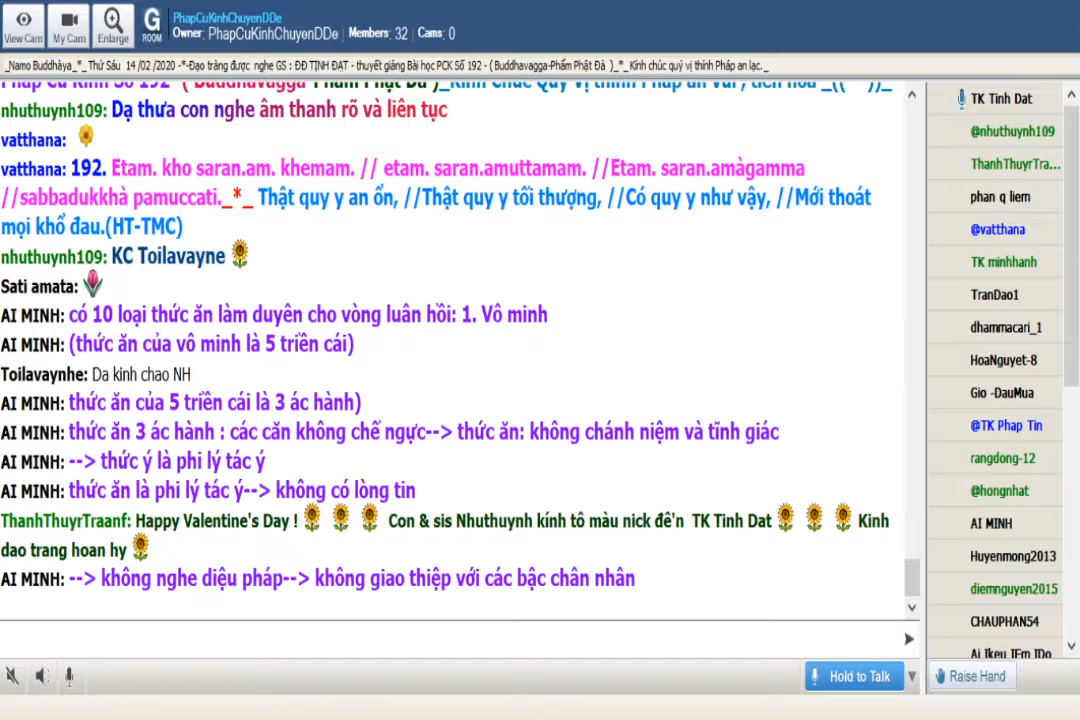 PhapCuKinhChuyenDDe
G ROOM Owner: PhapCuKinhChuyenDDe | Members: 32 | Cams: 0
View Cam My Cam Enlarge
_Namo Buddhàya_*_ Thứ Sáu 14 /02 /2020 -*-Đạo tràng được nghe GS : ĐĐ TỊNH ĐẠT - thuyết giảng Bài học PCK Số 192 - ( Buddhavagga-Phẩm Phật Đà )_*_Kính chúc quý vị thính Pháp an lạc._
nhuthuynh109: Dạ thưa con nghe âm thanh rõ và liên tục
vatthana:
vatthana: 192. Etam. kho saran.am. khemam. // etam. saran.amuttamam. //Etam. saran.amàgamma
//sabbadukkhà pamuccati._*_ Thật quy y an ổn, //Thật quy y tối thượng, //Có quy y như vậy, //Mới thoát
mọi khổ đau.(HT-TMC)
nhuthuynh109: KC Toilavayne
Sati amata:
AI MINH: có 10 loại thức ăn làm duyên cho vòng luân hồi: 1. Vô minh
AI MINH: (thức ăn của vô minh là 5 triền cái)
Toilavaynhe: Da kinh chao NH
AI MINH: thức ăn của 5 triền cái là 3 ác hành)
AI MINH: thức ăn 3 ác hành : các căn không chế ngực--> thức ăn: không chánh niệm và tĩnh giác
AI MINH: --> thức ý là phi lý tác ý
AI MINH: thức ăn là phi lý tác ý--> không có lòng tin
ThanhThuyrTraanf: Happy Valentine's Day ! Con & sis Nhuthuynh kính tô màu nick đê'n TK Tinh Dat Kinh
dao trang hoan hy
AI MINH: --> không nghe diệu pháp--> không giao thiệp với các bậc chân nhân
TK Tinh Dat
@nhuthuynh109
ThanhThuyrTra...
phan q liem
@vatthana
TK minhhanh
TranDao1
dhammacari_1
HoaNguyet-8
Gio -DauMua
@TK Phap Tin
rangdong-12
@hongnhat
AI MINH
Huyenmong2013
diemnguyen2015
CHAUPHAN54
Hold to Talk
Raise Hand